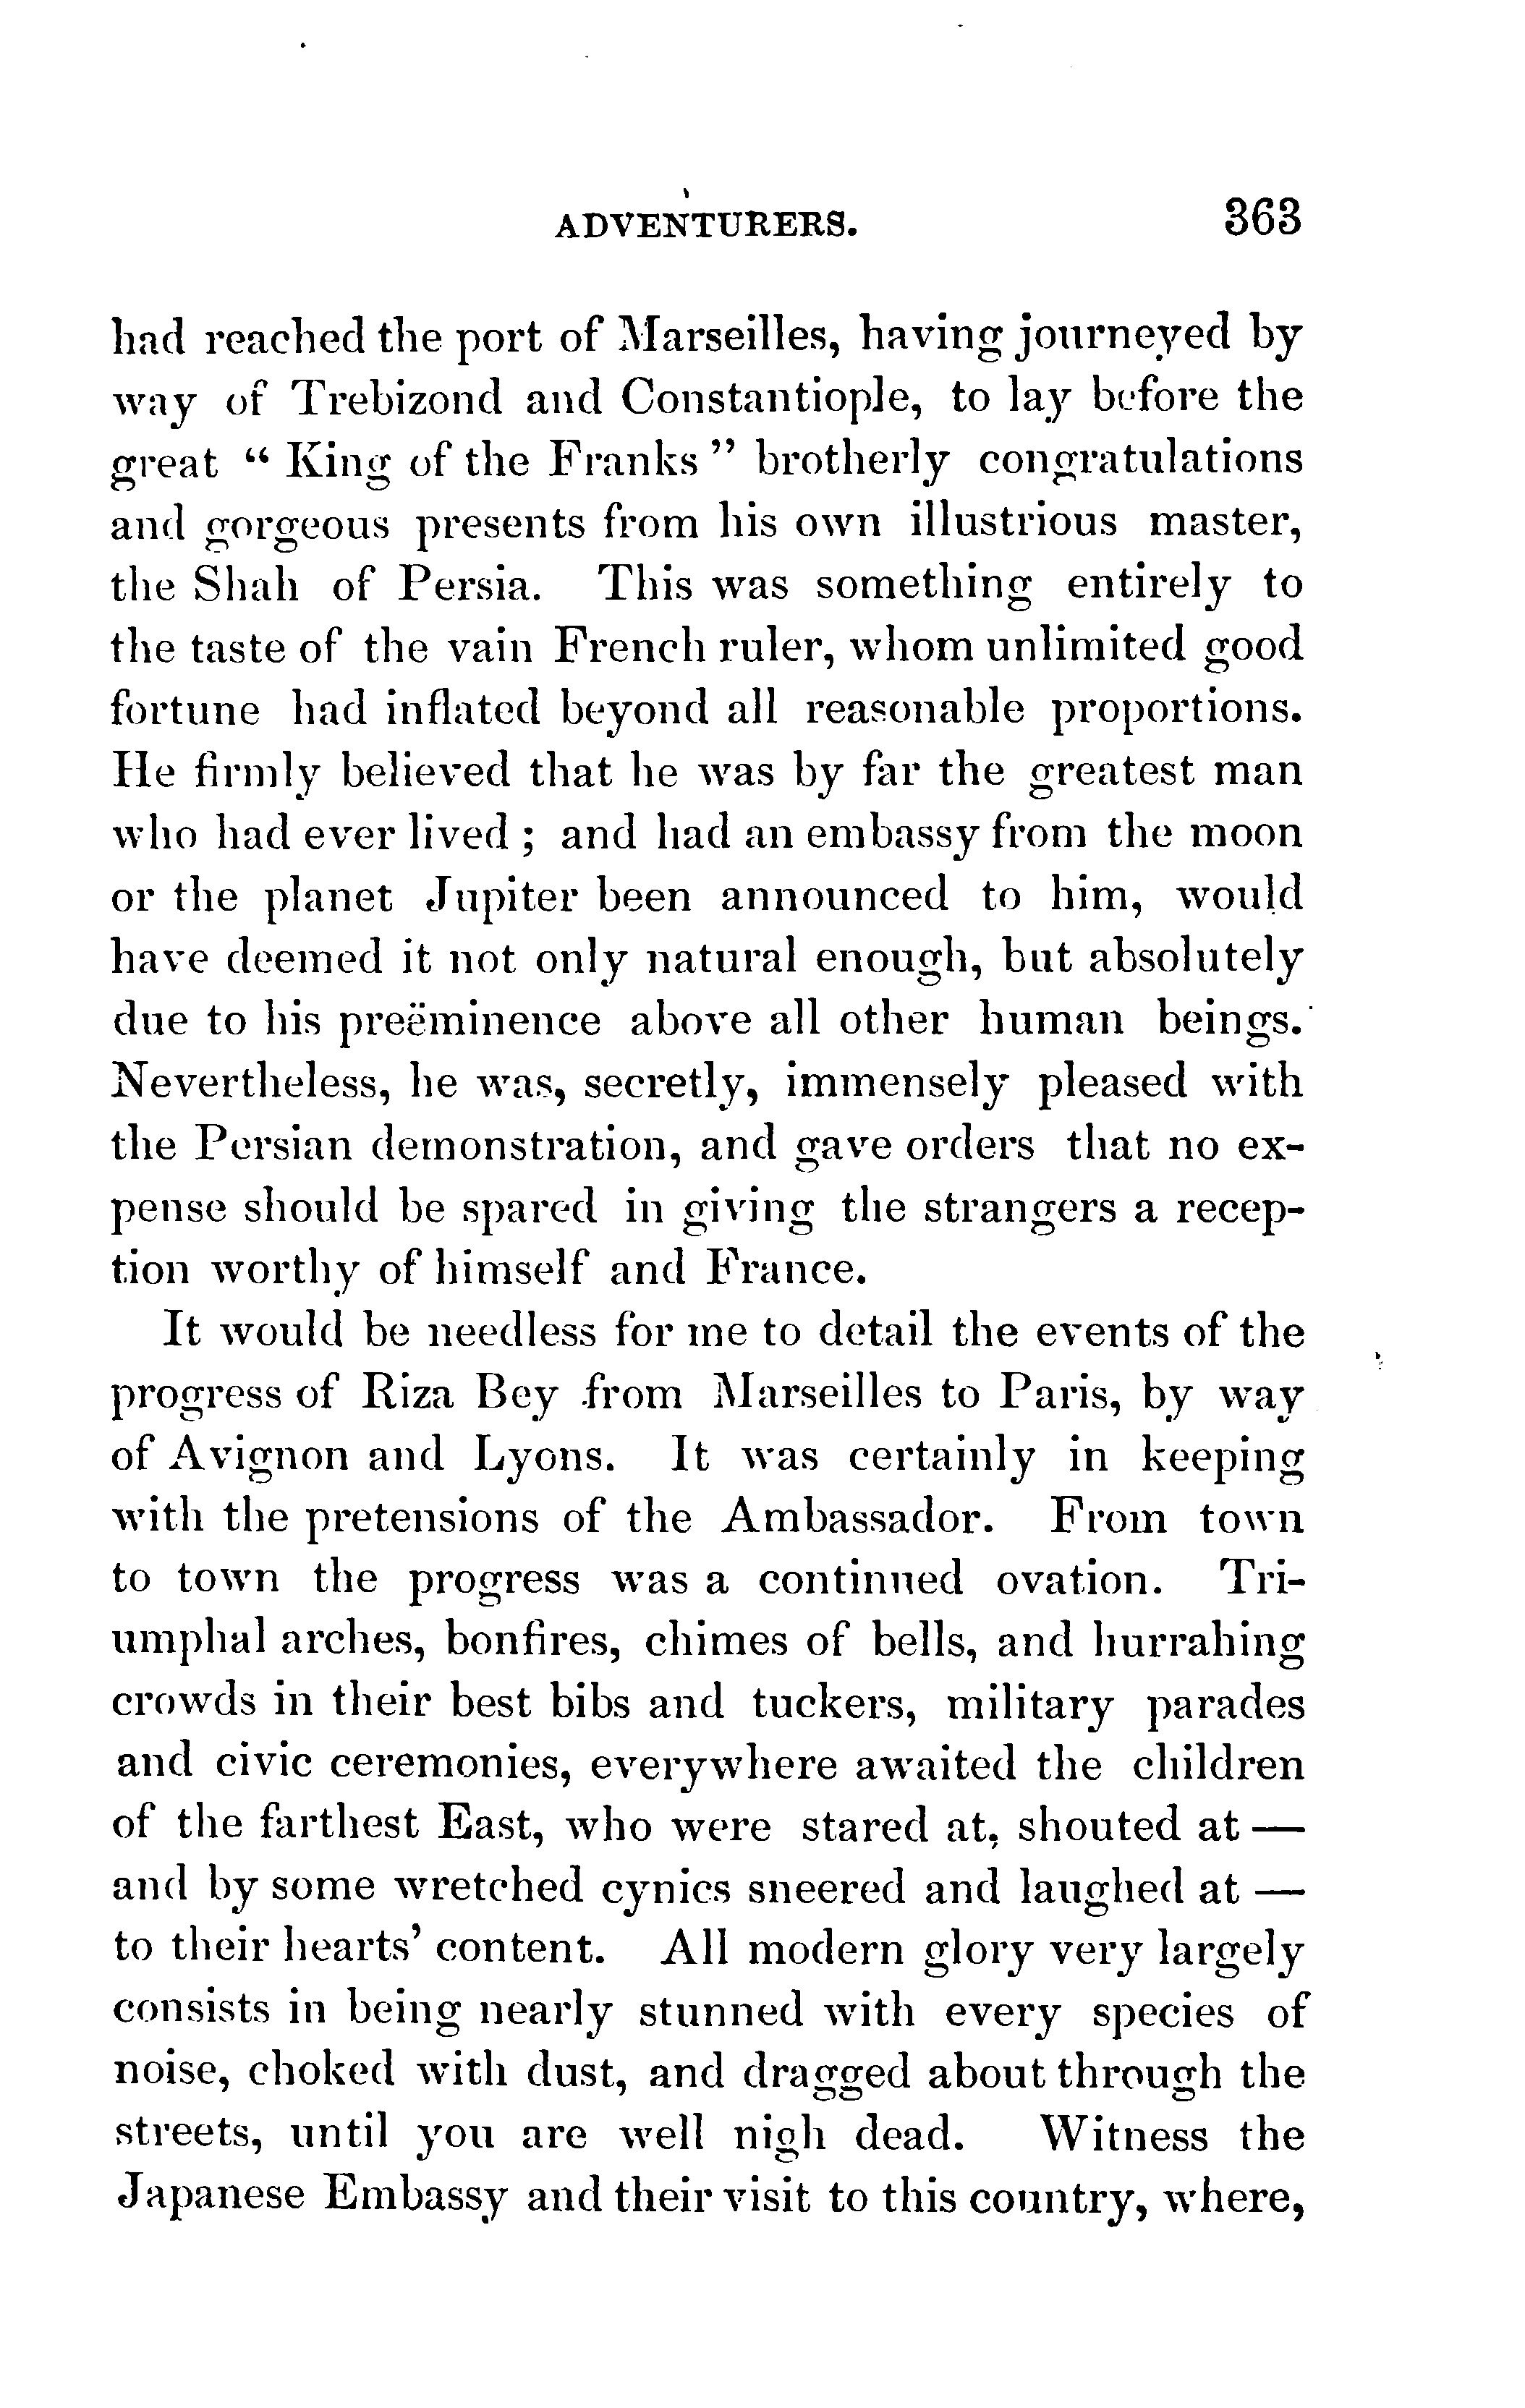 ADVENTURERS. 363
had reached the port of Marseilles, having journeyed by
way of Trebizond and Constantiople, to lay before the
great “ King of the Franks ” brotherly congratulations
and gorgeous presents from his own illustrious master,
the Shah of Persia. This was something entirely to
the taste of the vain French ruler, whom unlimited good
fortune had inflated beyond all reasonable proportions.
He firmly believed that he was by far the greatest man
who had ever lived ; and had an embassy from the moon
or the planet Jupiter been announced to him, would
have deemed it not only natural enough, but absolutely
due to his preëminence above all other human beings.
Nevertheless, he was, secretly, immensely pleased with
the Persian demonstration, and gave orders that no ex-
pense should be spared in giving the strangers a recep-
tion worthy of himself and France.
It would be needless for me to detail the events of the
progress of Riza Bey from Marseilles to Paris, by way
of Avignon and Lyons. It was certainly in keeping
with the pretensions of the Ambassador. From town
to town the progress was a continued ovation. Tri-
umphal arches, bonfires, chimes of bells, and hurrahing
crowds in their best bibs and tuckers, military parades
and civic ceremonies, everywhere awaited the children
of the farthest East, who were stared at, shouted at —
and by some wretched cynics sneered and laughed at —
to their hearts’ content. All modern glory very largely
consists in being nearly stunned with every species of
noise, choked with dust, and dragged about through the
streets, until you are well nigh dead. Witness the
Japanese Embassy and their visit to this country, where,